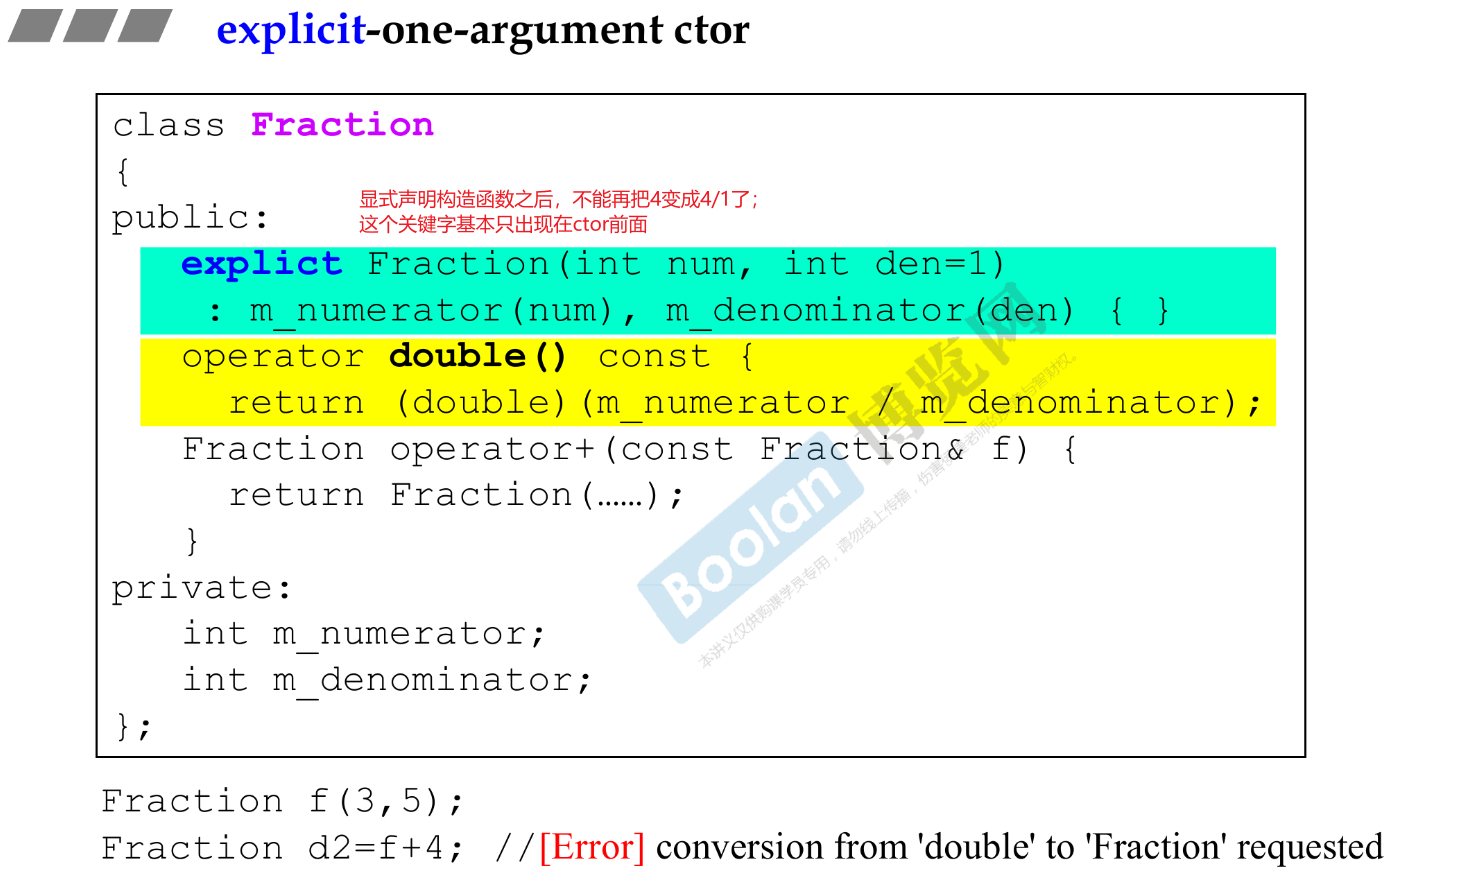 explicit-one-argument ctor
class Fraction
{
public:
显式声明构造函数之后，不能再把4变成4/1了；
这个关键字基本只出现在ctor前面
explict Fraction(int num, int den=1)
: m_numerator(num), m_denominator(den) { }
operator double() const {
return (double)(m_numerator / m_denominator);
Fraction operator+(const Fraction& f) {
return Fraction(……);
}
private:
int m_numerator;
int m_denominator;
};
Boolan 博览网
本讲义仅供购课学员专用，请勿线上传播，伤害老师的与智财权。
Fraction f(3,5);
Fraction d2=f+4; //[Error] conversion from 'double' to 'Fraction' requested